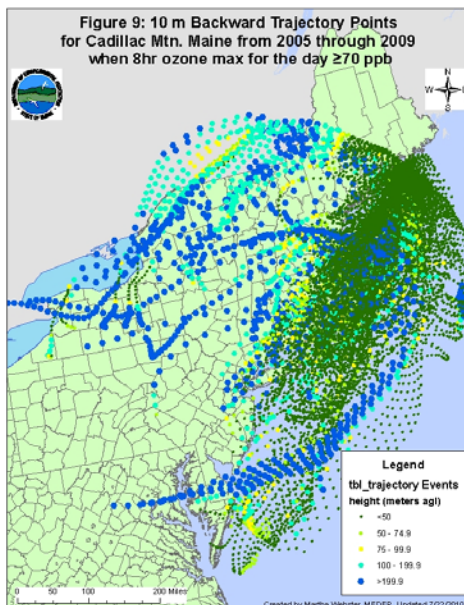 Figure 9: 10 m Backward Trajectory Points
for Cadillac Mtn. Maine from 2005 through 2009
when 8hr ozone max for the day ≥70 ppb
N
W
S
Legend
tbl_trajectory Events
height (meters agl)
<50
50 - 74.9
75 - 99.9
100 - 199.9
>199.9
0 50 100 200 Miles
Created by Martha Webster, MEDEP, Updated 7/22/2010